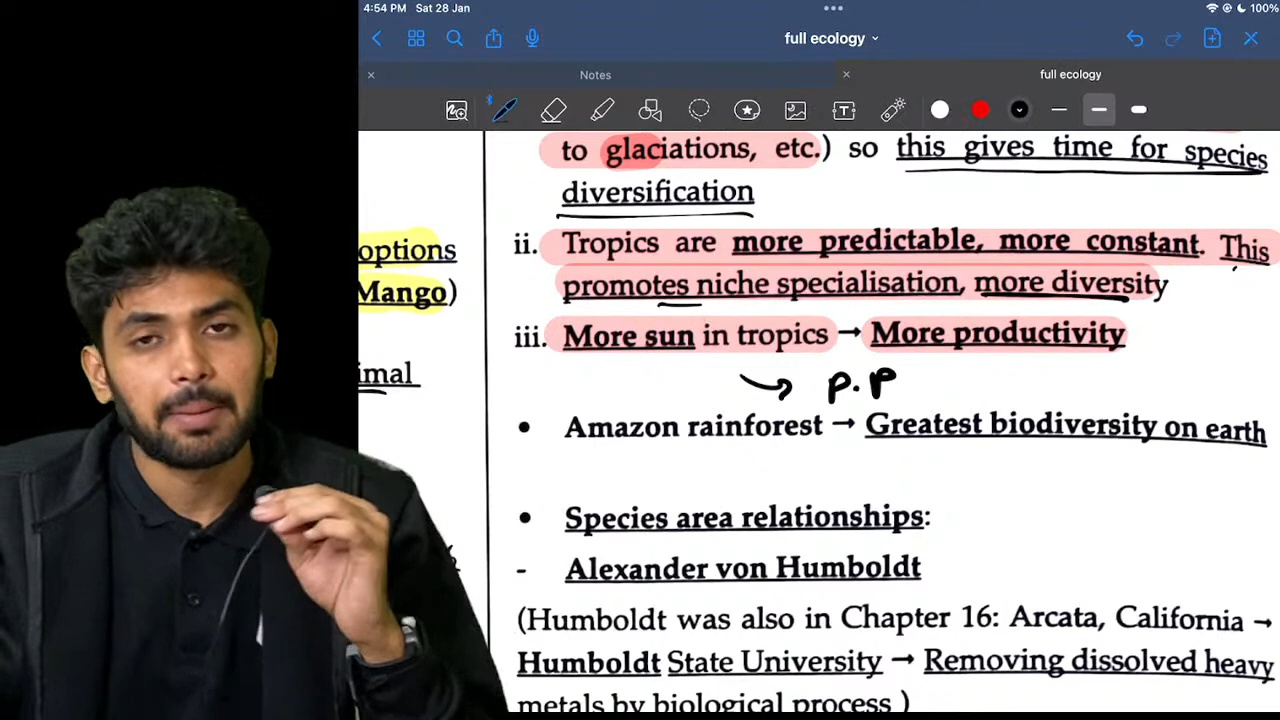 4:54 PM Sat 28 Jan
100%
full ecology
Notes
full ecology
to glaciations, etc.) so this gives time for species
diversification
ii. Tropics are more predictable, more constant. This
promotes niche specialisation, more diversity
iii. More sun in tropics → More productivity
p.p
• Amazon rainforest → Greatest biodiversity on earth
• Species area relationships:
- Alexander von Humboldt
(Humboldt was also in Chapter 16: Arcata, California →
Humboldt State University → Removing dissolved heavy
metals by biological process )
options
Mango)
imal